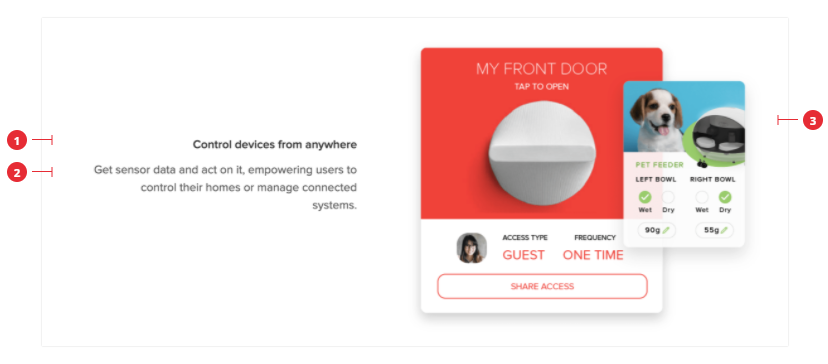 1
Control devices from anywhere
2
Get sensor data and act on it, empowering users to
control their homes or manage connected
systems.
MY FRONT DOOR
TAP TO OPEN
ACCESS TYPE FREQUENCY
GUEST ONE TIME
SHARE ACCESS
PET FEEDER
LEFT BOWL RIGHT BOWL
Wet Dry Wet Dry
90g 55g
3